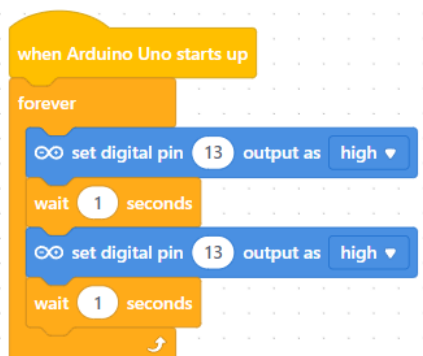 when Arduino Uno starts up
forever
set digital pin 13 output as high
wait 1 seconds
set digital pin 13 output as high
wait 1 seconds